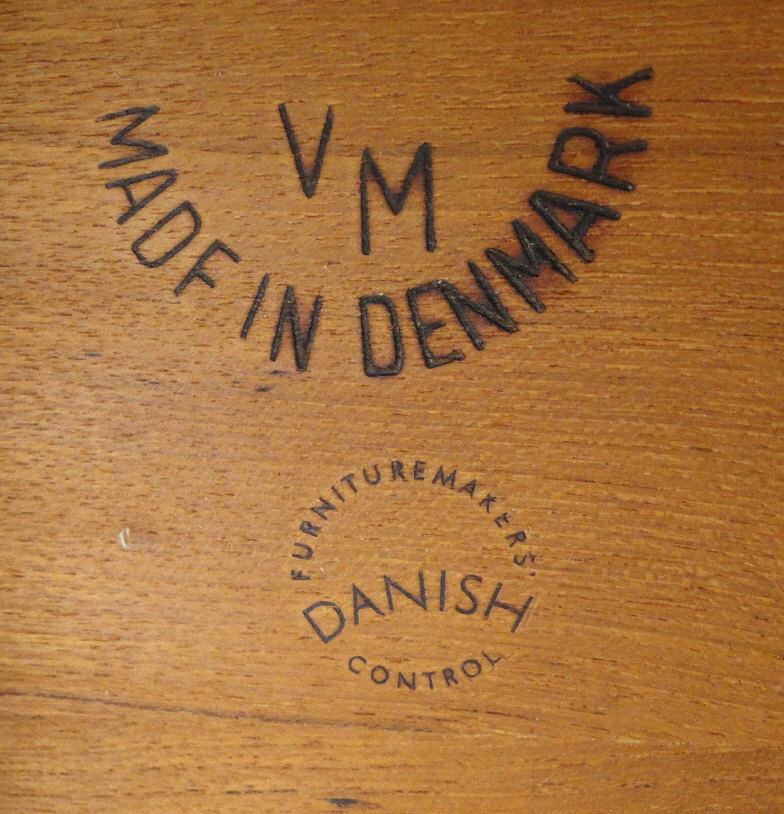 VM
MADE IN DENMARK
FURNITUREMAKERS'
DANISH
CONTROL